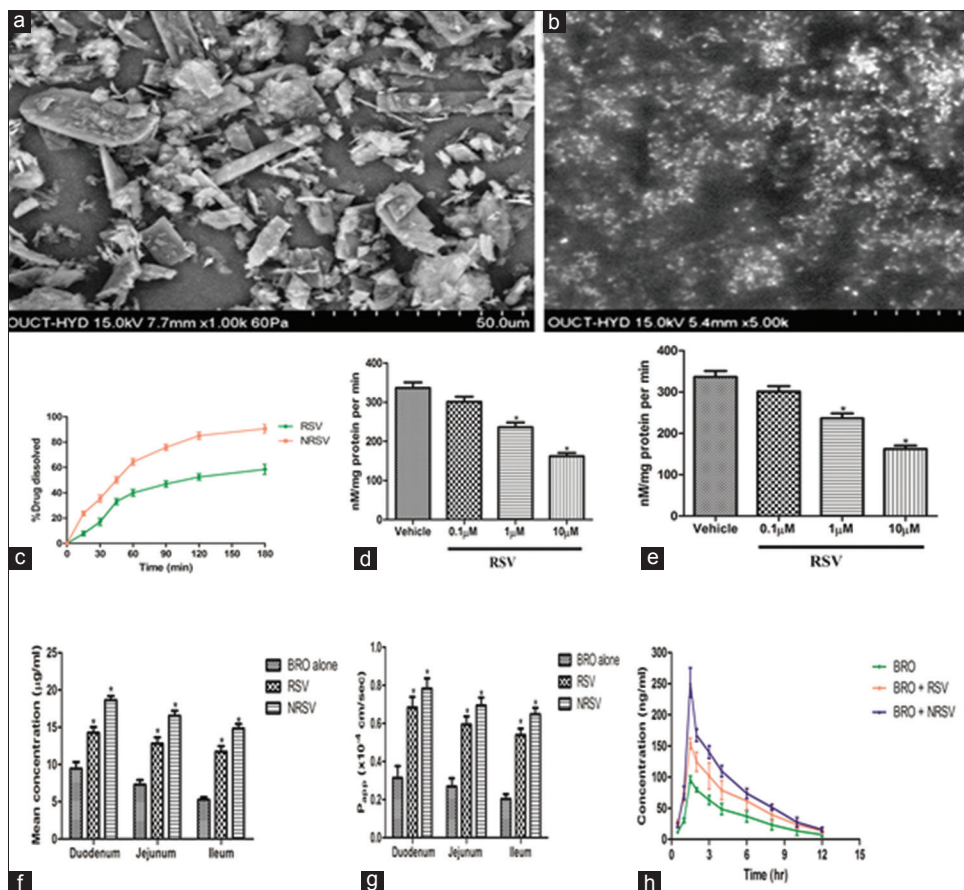 a
OUCT-HYD 15.0kV 7.7mm x1.00k 60Pa 50.0um
b
OUCT-HYD 15.0kV 5.4mm x5.00k
c
%Drug dissolved
100
80
60
40
20
0
0 30 60 90 120 150 180
Time (min)
RSV
NRSV
d
nM/mg protein per min
400
300
200
100
0
* *
Vehicle 0.1µM 1µM 10µM
RSV
e
nM/mg protein per min
400
300
200
100
0
* *
Vehicle 0.1µM 1µM 10µM
RSV
f
Mean concentration (µg/ml)
25
20
15
10
5
0
* * * * * *
Duodenum Jejunum Ileum
BRO alone
RSV
NRSV
g
Papp (x10-4 cm/sec)
1.0
0.8
0.6
0.4
0.2
0.0
* * * * * *
Duodenum Jejunum Ileum
BRO alone
RSV
NRSV
h
Concentration (ng/ml)
300
250
200
150
100
50
0
0 3 6 9 12 15
Time (hr)
BRO
BRO + RSV
BRO + NRSV